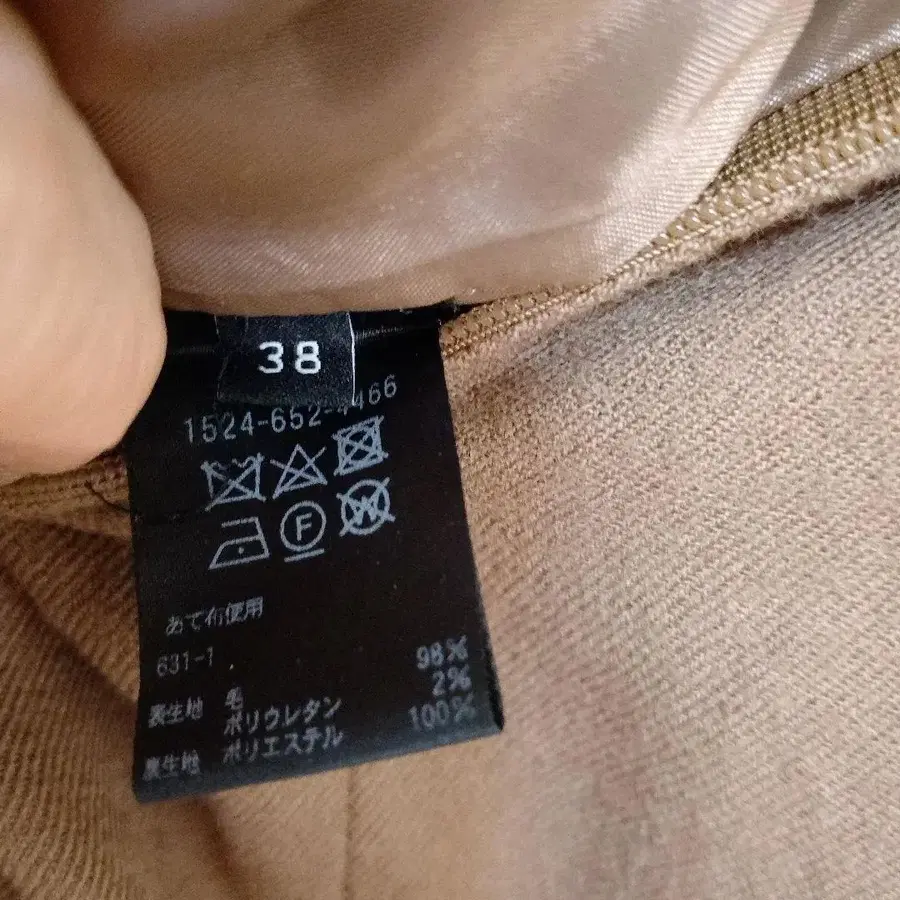 38
1524-652-4466
F
W
あて布使用
631-1
98%
表生地 毛 2%
ポリウレタン 100%
裏生地 ポリエステル